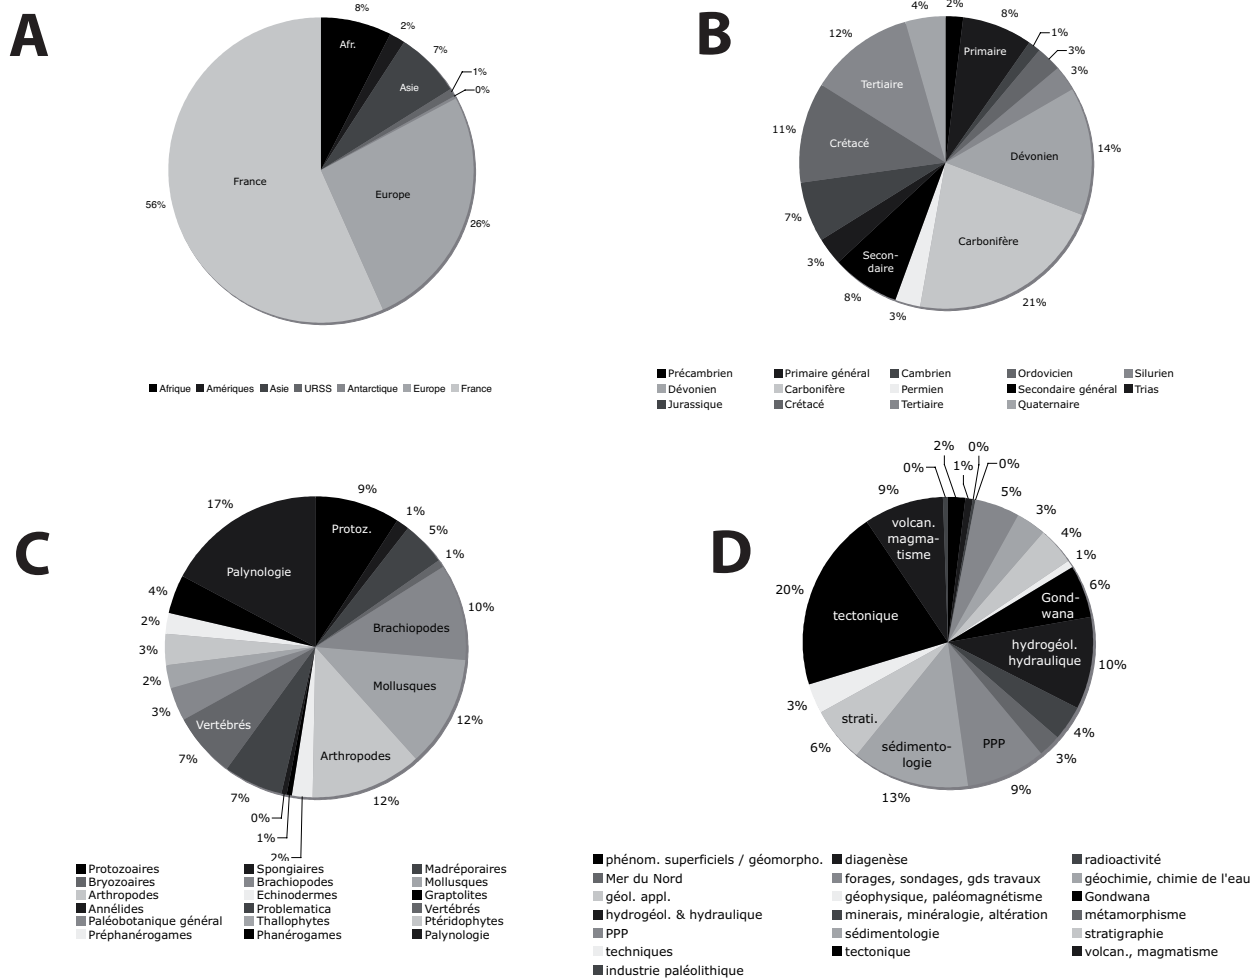 A
8%
2%
7%
1%
0%
Afr.
Asie
France
Europe
56%
26%
Afrique Amériques Asie URSS Antarctique Europe France
B
4%
2%
8%
1%
3%
3%
12%
Primaire
Tertiaire
11%
Crétacé
Dévonien
14%
7%
Carbonifère
3%
Secon-
daire
8%
3%
21%
Précambrien Primaire général Cambrien Ordovicien Silurien
Dévonien Carbonifère Permien Secondaire général Trias
Jurassique Crétacé Tertiaire Quaternaire
C
17%
9%
1%
5%
1%
Protoz.
Palynologie
4%
2%
3%
2%
3%
10%
Brachiopodes
Mollusques
12%
Vertébrés
Arthropodes
7%
7%
0%
1%
2%
12%
Protozoaires Spongiaires Madréporaires
Bryozoaires Brachiopodes Mollusques
Arthropodes Echinodermes Graptolites
Annélides Problematica Vertébrés
Paléobotanique général Thallophytes Ptéridophytes
Préphanérogames Phanérogames Palynologie
D
2%
0%
0%
1%
0%
9%
5%
3%
4%
1%
6%
volcan.
magma-
tisme
20%
tectonique
Gond-
wana
hydrogéol.
hydraulique
10%
3%
strati.
6%
sédimento-
logie
PPP
4%
3%
13%
9%
phénom. superficiels / géomorpho. diagenèse radioactivité
Mer du Nord forages, sondages, gds travaux géochimie, chimie de l'eau
géol. appl. géophysique, paléomagnétisme Gondwana
hydrogéol. & hydraulique minerais, minéralogie, altération métamorphisme
PPP sédimentologie stratigraphie
techniques tectonique volcan., magmatisme
industrie paléolithique